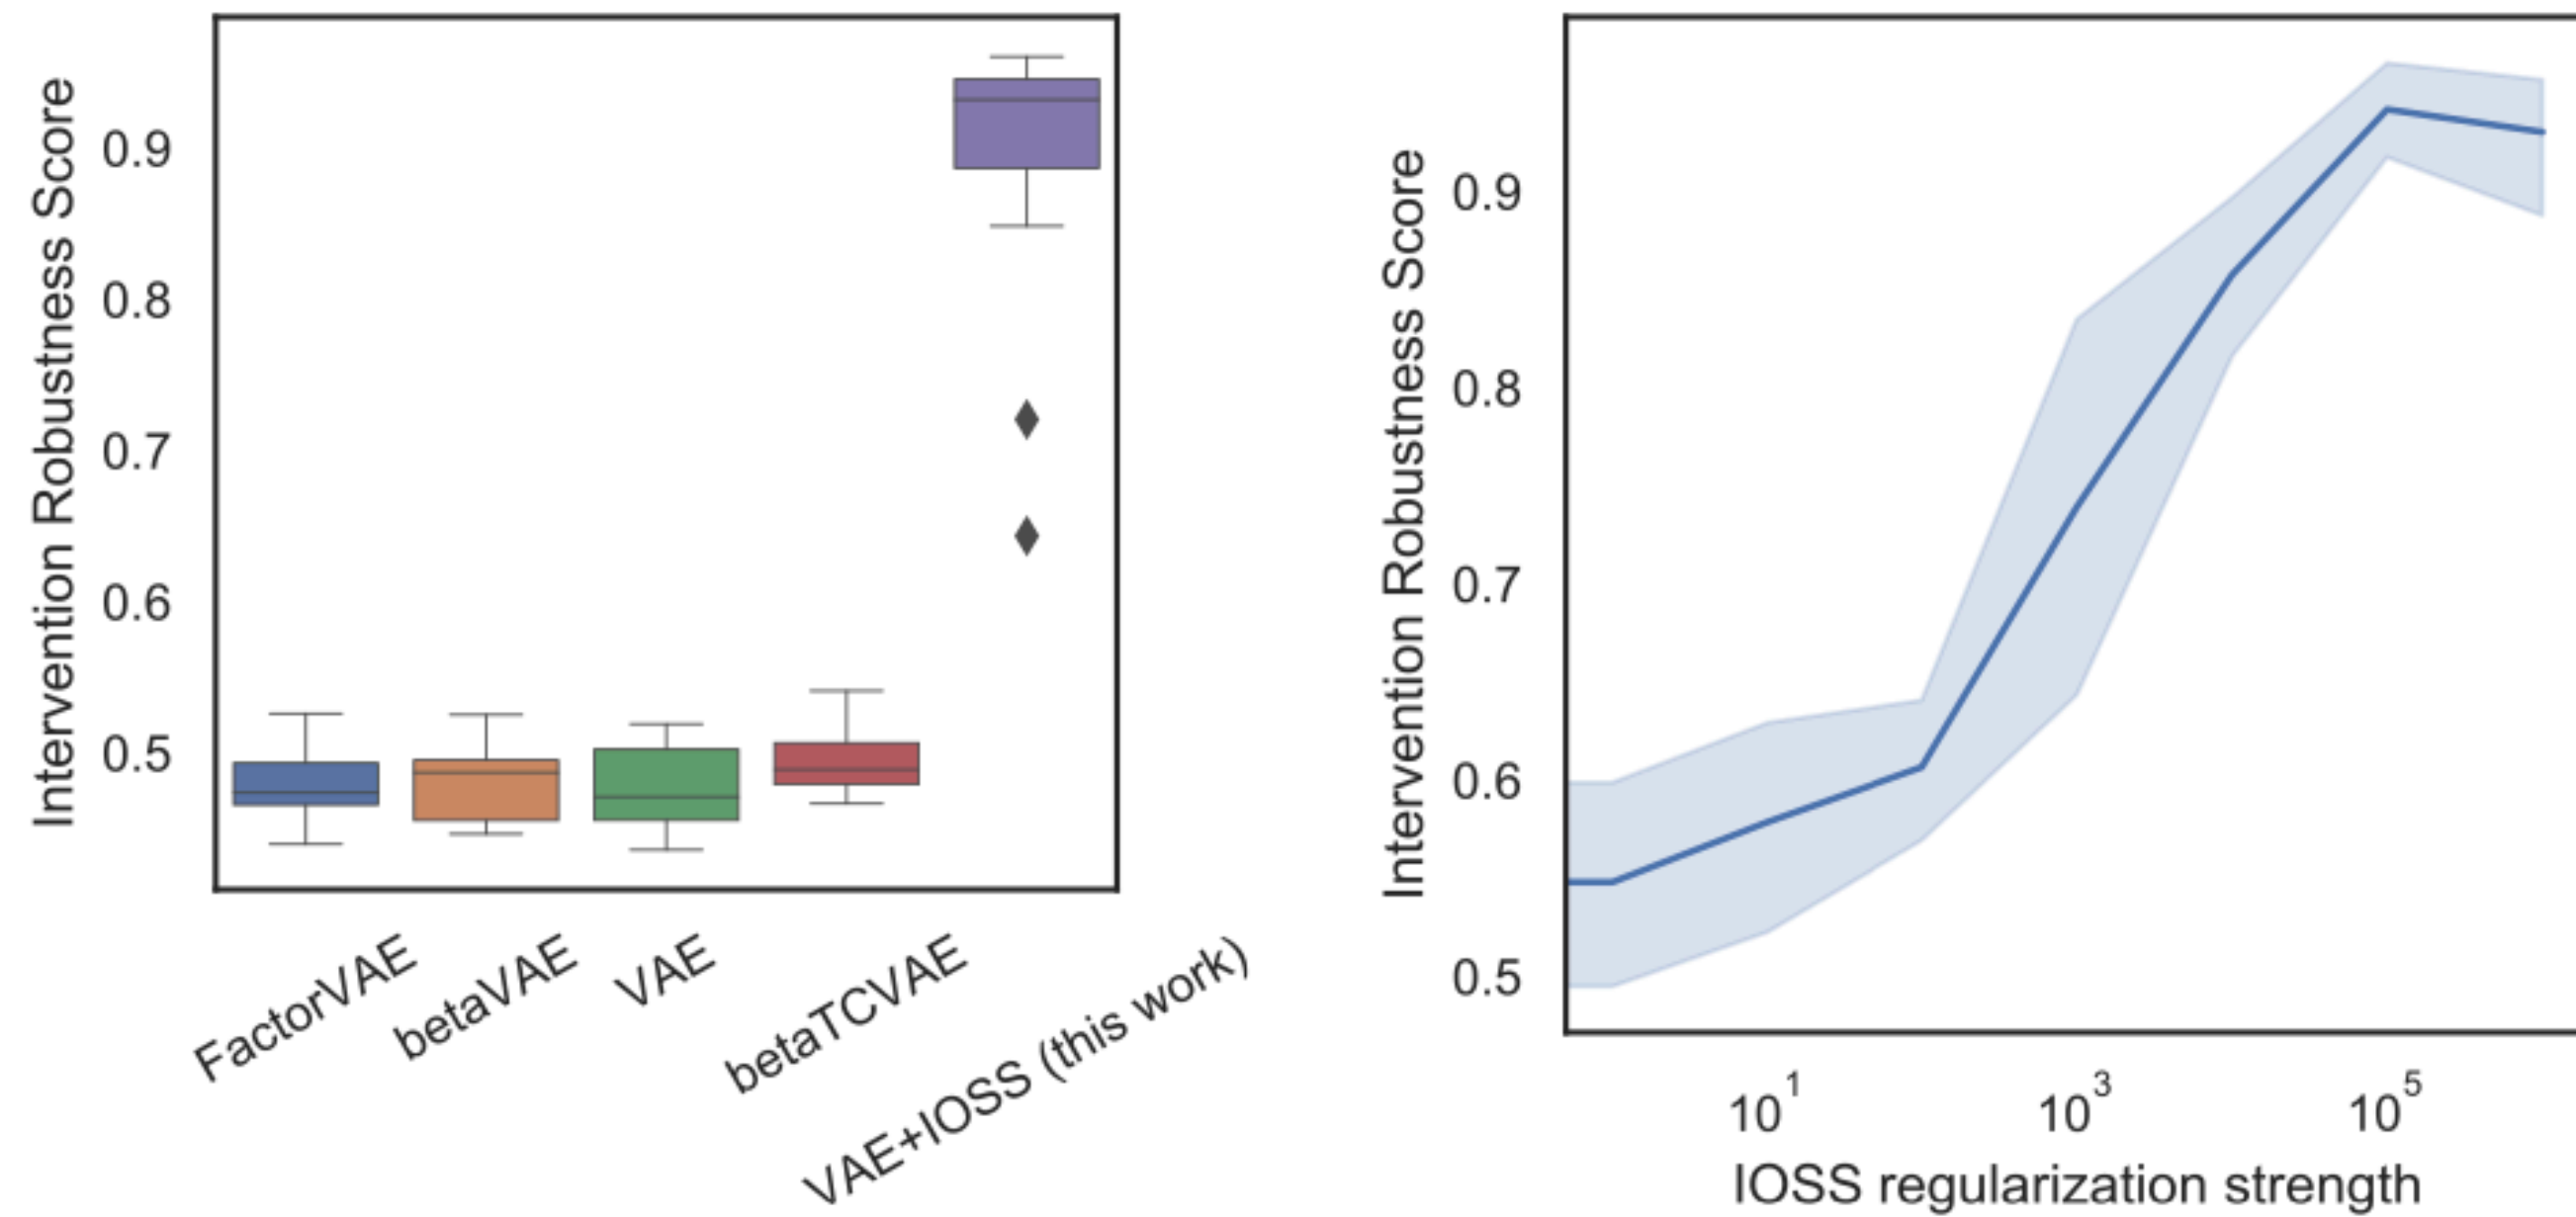 Intervention Robustness Score
0.9
0.8
0.7
0.6
0.5
FactorVAE
betaVAE
VAE
betaTCVAE
VAE+IOSS (this work)
Intervention Robustness Score
0.9
0.8
0.7
0.6
0.5
10^1
10^3
10^5
IOSS regularization strength